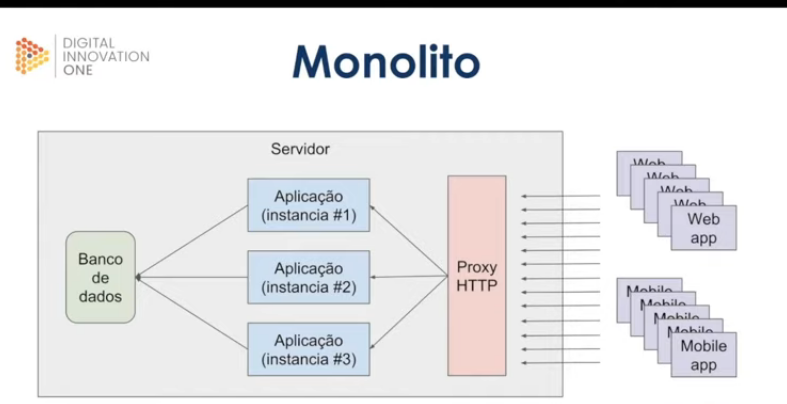 DIGITAL
INNOVATION
ONE
Monolito
Servidor
Aplicação
(instancia #1)
Aplicação
(instancia #2)
Aplicação
(instancia #3)
Banco
de
dados
Proxy
HTTP
Web
Web
Web
Web
Web
app
Mobile
Mobile
Mobile
Mobile
Mobile
app